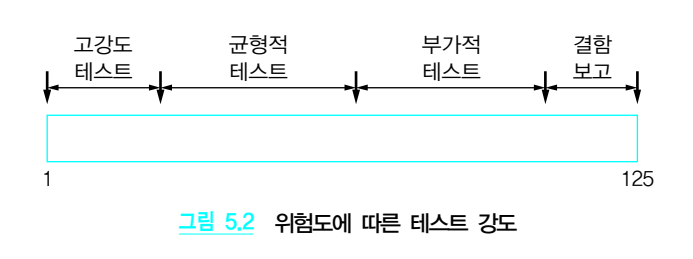 고강도 균형적 부가적 결함
테스트 테스트 테스트 보고
1 125
그림 5.2 위험도에 따른 테스트 강도